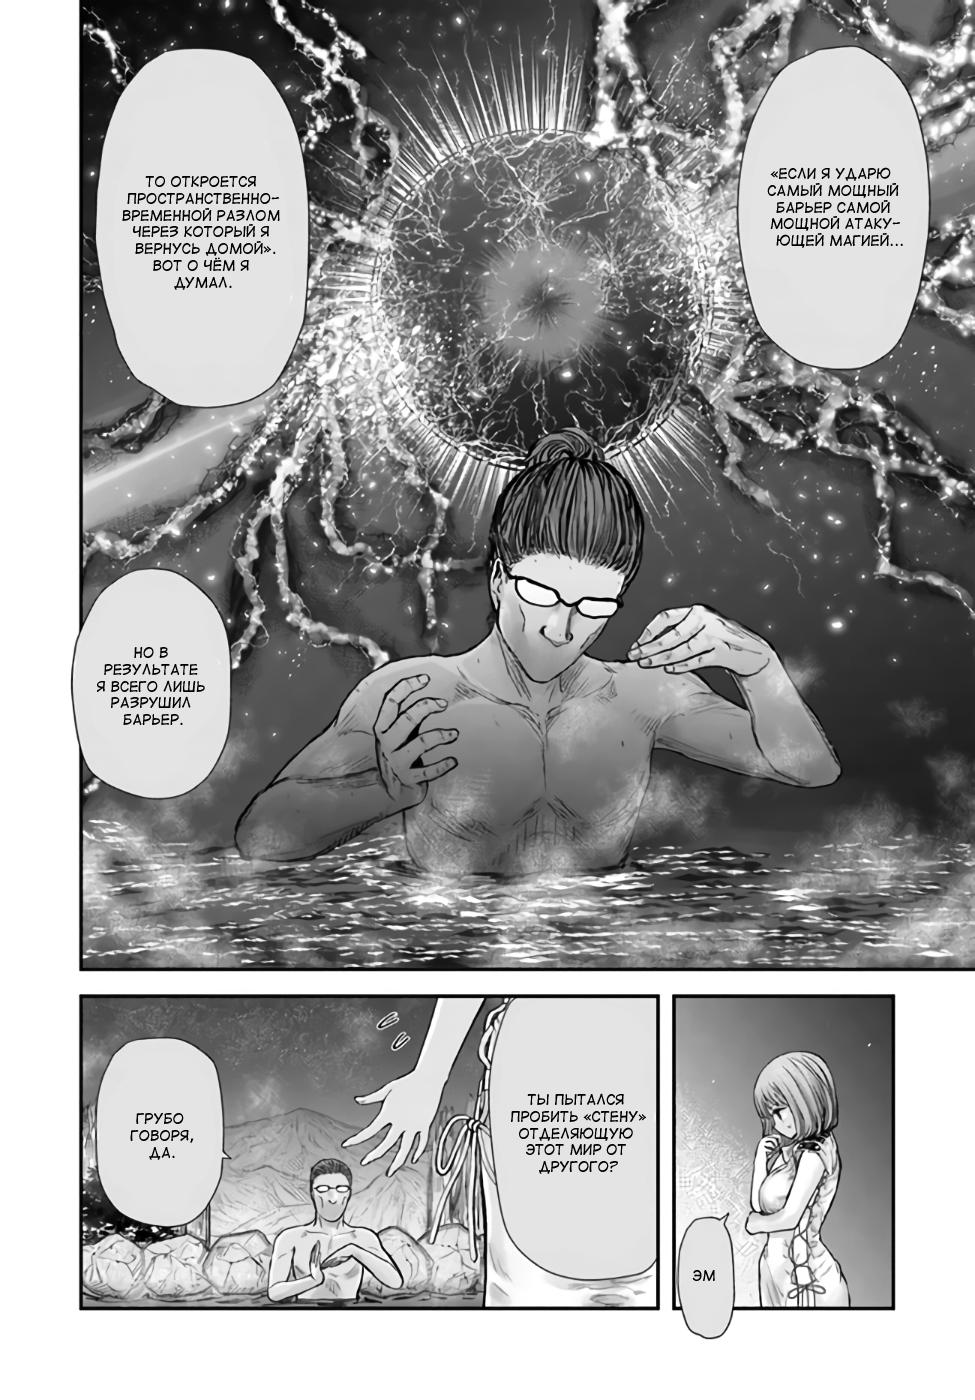 «ЕСЛИ Я УДАРЮ
САМЫЙ МОЩНЫЙ
БАРЬЕР САМОЙ
МОЩНОЙ АТАКУ-
ЮЩЕЙ МАГИЕЙ...
ТО ОТКРОЕТСЯ
ПРОСТРАНСТВЕННО-
ВРЕМЕННОЙ РАЗЛОМ
ЧЕРЕЗ КОТОРЫЙ Я
ВЕРНУСЬ ДОМОЙ».
ВОТ О ЧЁМ Я
ДУМАЛ.
НО В
РЕЗУЛЬТАТЕ
Я ВСЕГО ЛИШЬ
РАЗРУШИЛ
БАРЬЕР.
ЭМ
ТЫ ПЫТАЛСЯ
ПРОБИТЬ «СТЕНУ»
ОТДЕЛЯЮЩУЮ
ЭТОТ МИР ОТ
ДРУГОГО?
ГРУБО
ГОВОРЯ,
ДА.